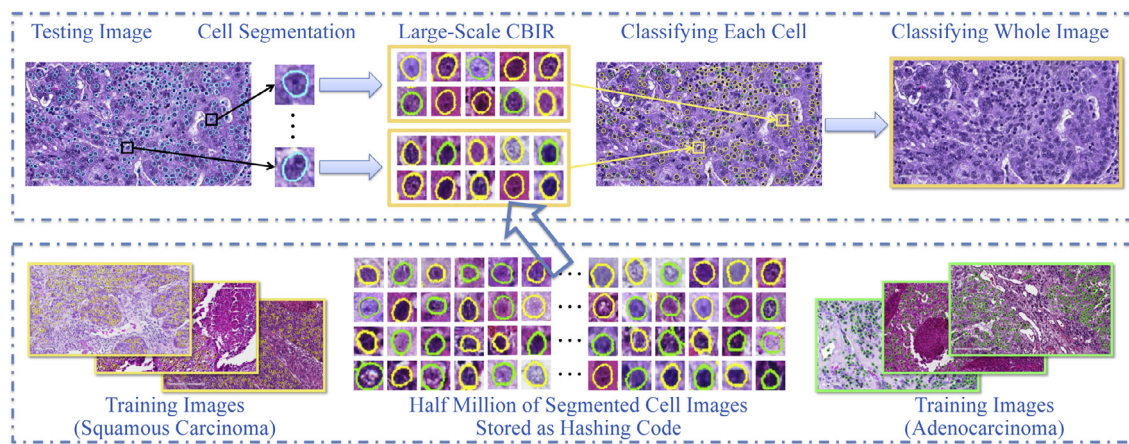 Testing Image
Cell Segmentation
Large-Scale CBIR
Classifying Each Cell
Classifying Whole Image
Training Images
(Squamous Carcinoma)
Half Million of Segmented Cell Images
Stored as Hashing Code
Training Images
(Adenocarcinoma)